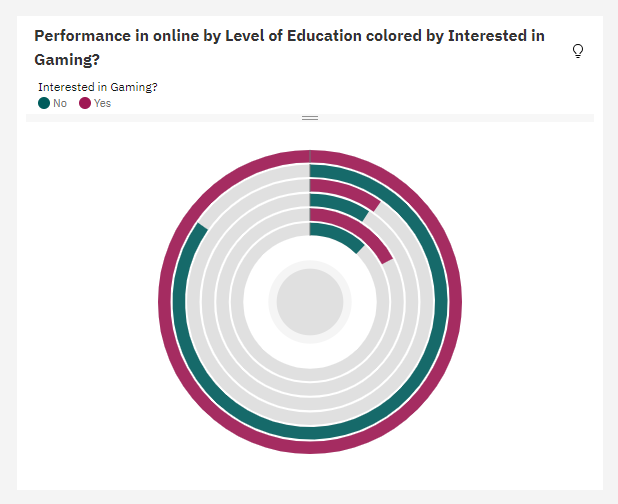 Performance in online by Level of Education colored by Interested in
Gaming?
Interested in Gaming?
No Yes